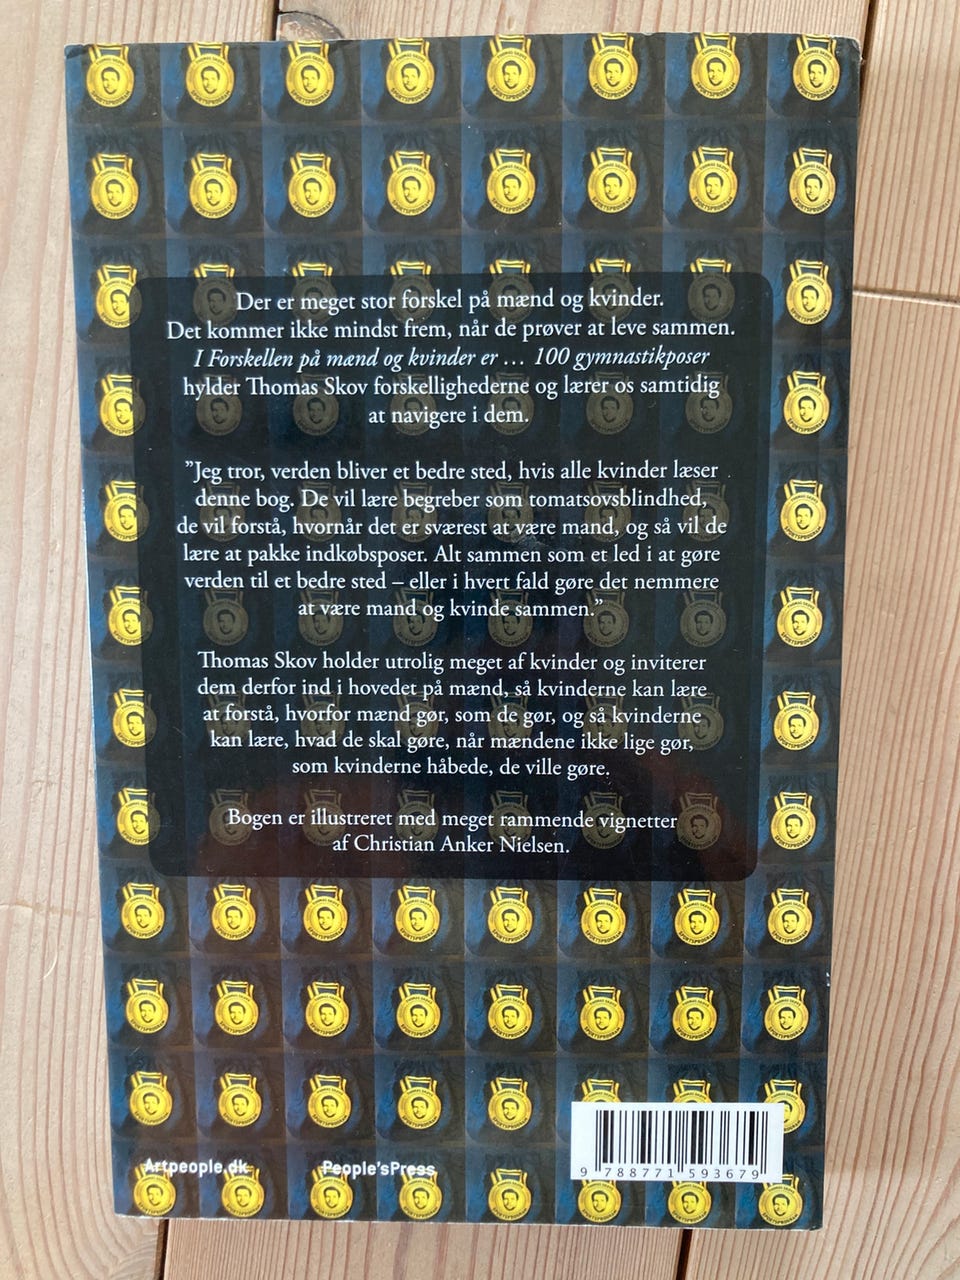 Der er meget stor forskel på mænd og kvinder.
Det kommer ikke mindst frem, når de prøver at leve sammen.
I Forskellen på mænd og kvinder er … 100 gymnastikposer
hylder Thomas Skov forskellighederne og lærer os samtidig
at navigere i dem.
”Jeg tror, verden bliver et bedre sted, hvis alle kvinder læser
denne bog. De vil lære begreber som tomatsovsblindhed,
de vil forstå, hvornår det er sværest at være mand, og så vil de
lære at pakke indkøbsposer. Alt sammen som et led i at gøre
verden til et bedre sted – eller i hvert fald gøre det nemmere
at være mand og kvinde sammen.”
Thomas Skov holder utrolig meget af kvinder og inviterer
dem derfor ind i hovedet på mænd, så kvinderne kan lære
at forstå, hvorfor mænd gør, som de gør, og så kvinderne
kan lære, hvad de skal gøre, når mændene ikke lige gør,
som kvinderne håbede, de ville gøre.
Bogen er illustreret med meget rammende vignetter
af Christian Anker Nielsen.
Artpeople.dk People'sPress
9 788771 593679